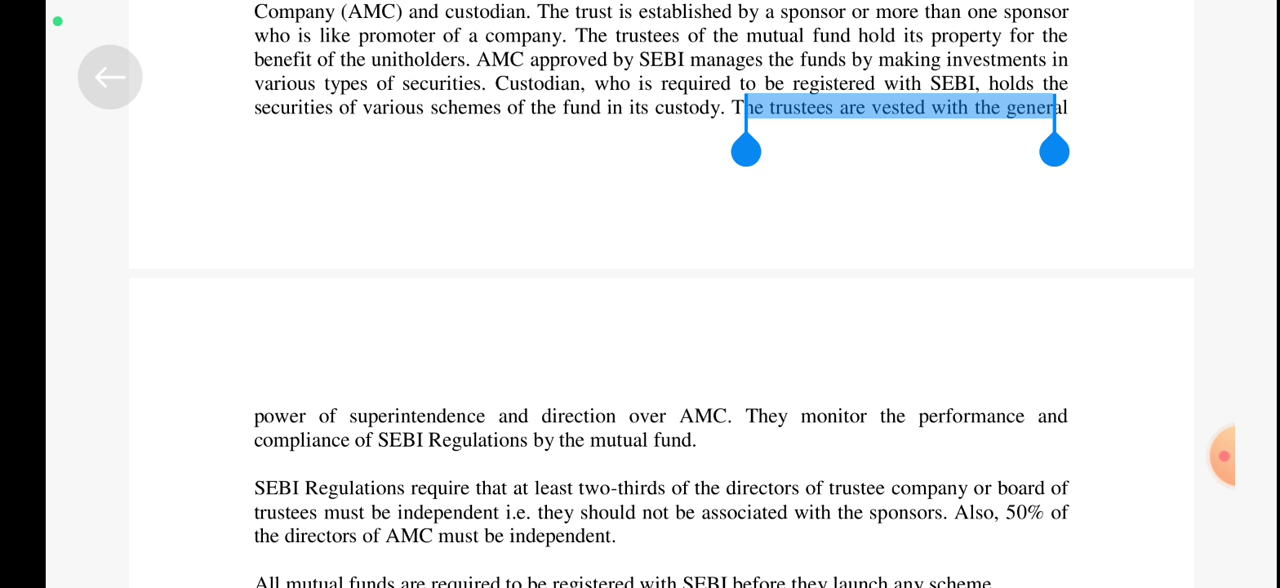 Company (AMC) and custodian. The trust is established by a sponsor or more than one sponsor
who is like promoter of a company. The trustees of the mutual fund hold its property for the
benefit of the unitholders. AMC approved by SEBI manages the funds by making investments in
various types of securities. Custodian, who is required to be registered with SEBI, holds the
securities of various schemes of the fund in its custody. The trustees are vested with the general
power of superintendence and direction over AMC. They monitor the performance and
compliance of SEBI Regulations by the mutual fund.
SEBI Regulations require that at least two-thirds of the directors of trustee company or board of
trustees must be independent i.e. they should not be associated with the sponsors. Also, 50% of
the directors of AMC must be independent.
All mutual funds are required to be registered with SEBI before they launch any scheme.